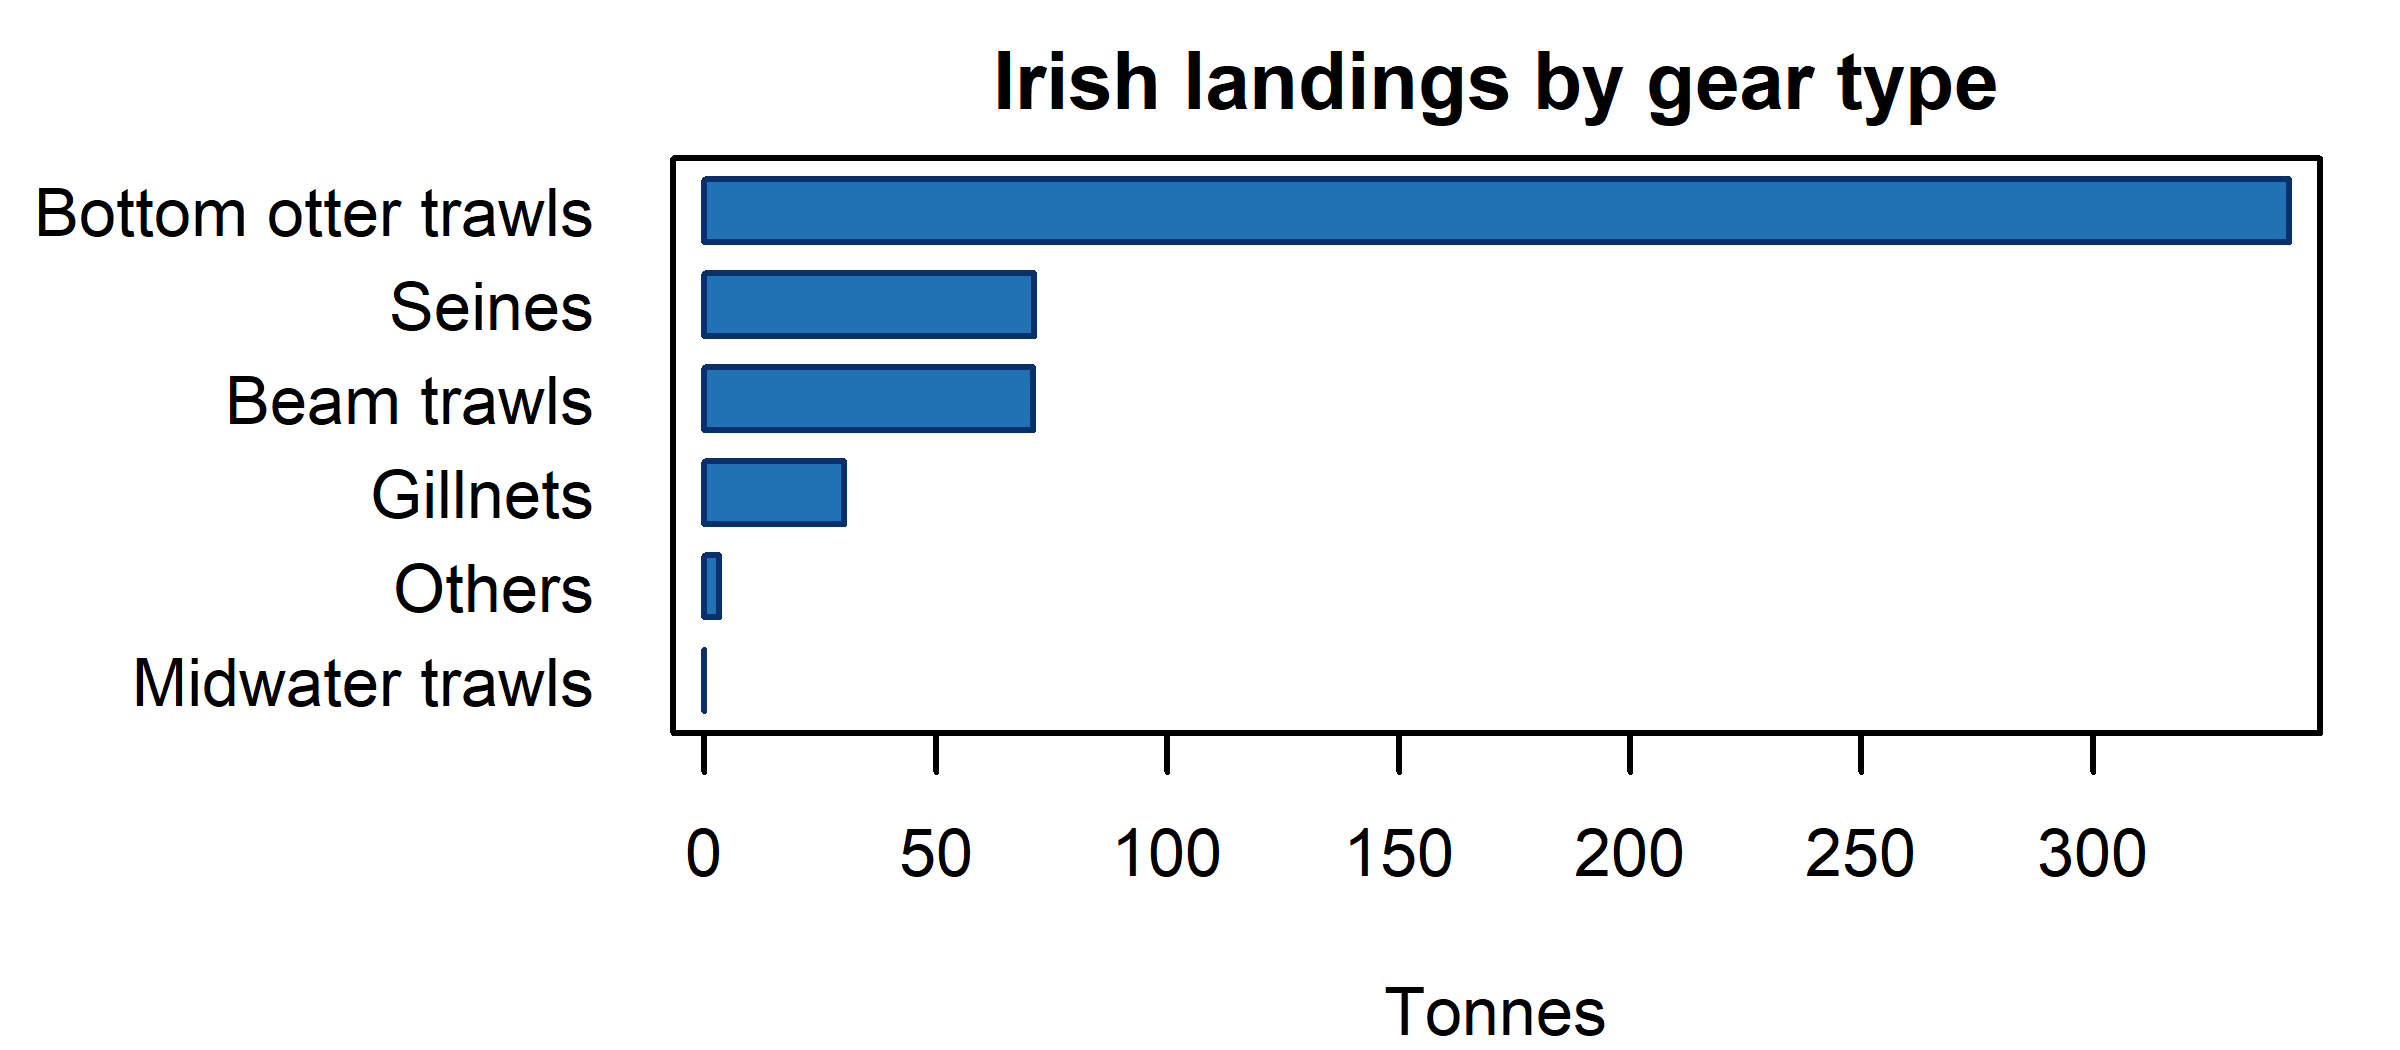 Irish landings by gear type
Bottom otter trawls
Seines
Beam trawls
Gillnets
Others
Midwater trawls
0 50 100 150 200 250 300
Tonnes